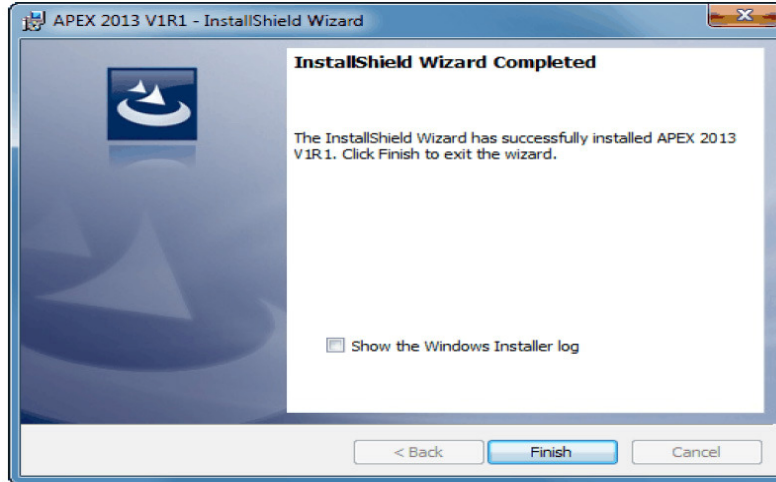 APEX 2013 V1R1 - InstallShield Wizard
InstallShield Wizard Completed
The InstallShield Wizard has successfully installed APEX 2013
V1R1. Click Finish to exit the wizard.
Show the Windows Installer log
< Back
Finish
Cancel